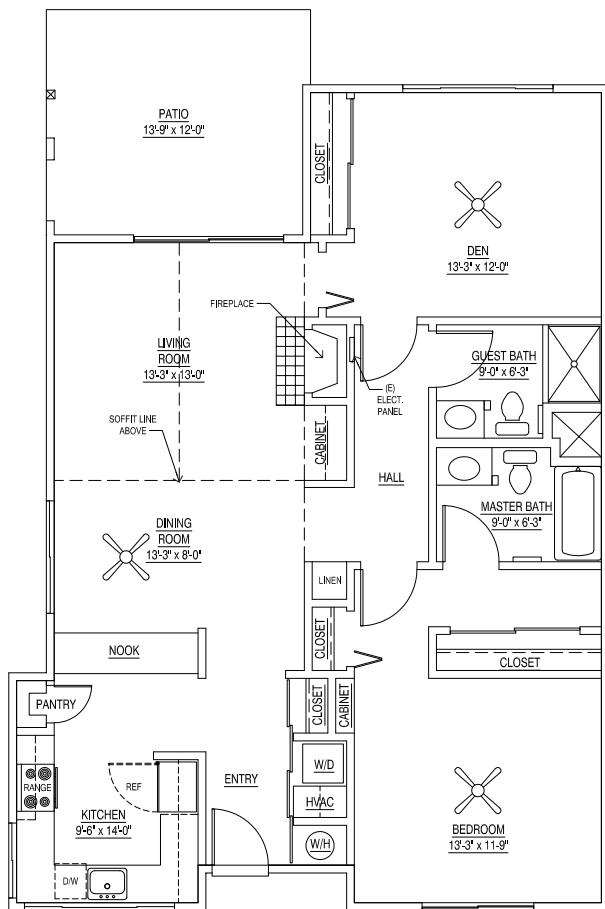 PATIO
13'-9" x 12'-0"
CLOSET
DEN
13'-3" x 12'-0"
FIREPLACE
LIVING
ROOM
13'-3" x 13'-0"
GUEST BATH
9'-0" x 6'-3"
(E)
ELECT.
PANEL
SOFFIT LINE
ABOVE
CABINET
HALL
MASTER BATH
9'-0" x 6'-3"
DINING
ROOM
13'-3" x 8'-0"
LINEN
CLOSET
NOOK
CLOSET
PANTRY
CLOSET
CABINET
W/D
RANGE
REF
ENTRY
HVAC
KITCHEN
9'-6" x 14'-0"
BEDROOM
13'-3" x 11'-9"
W/H
D/W